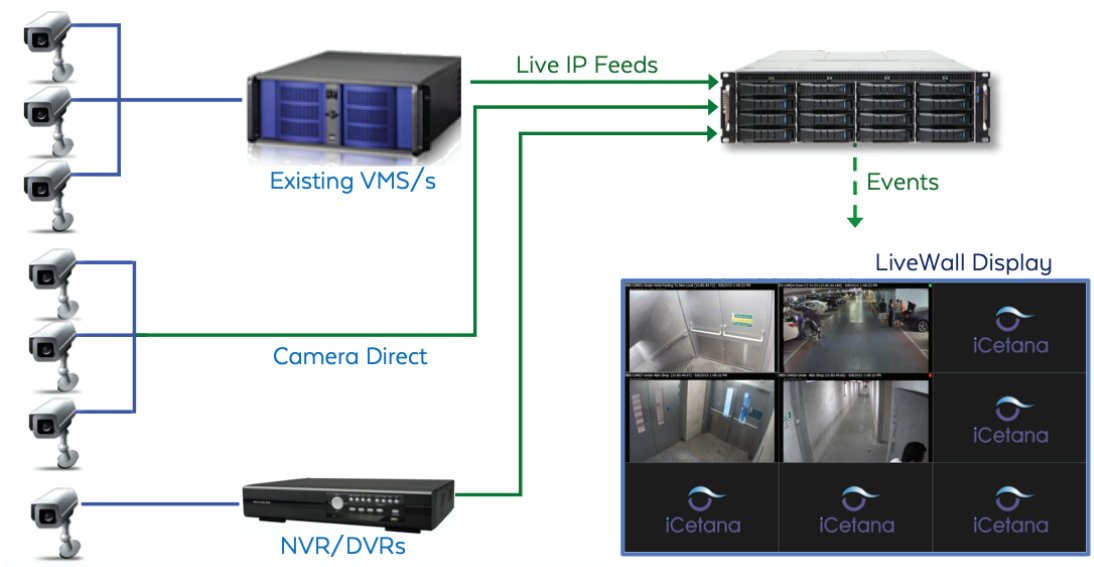 Live IP Feeds
Existing VMS/s
Events
LiveWall Display
iCetana
Camera Direct
iCetana
iCetana
iCetana
iCetana
NVR/DVRs